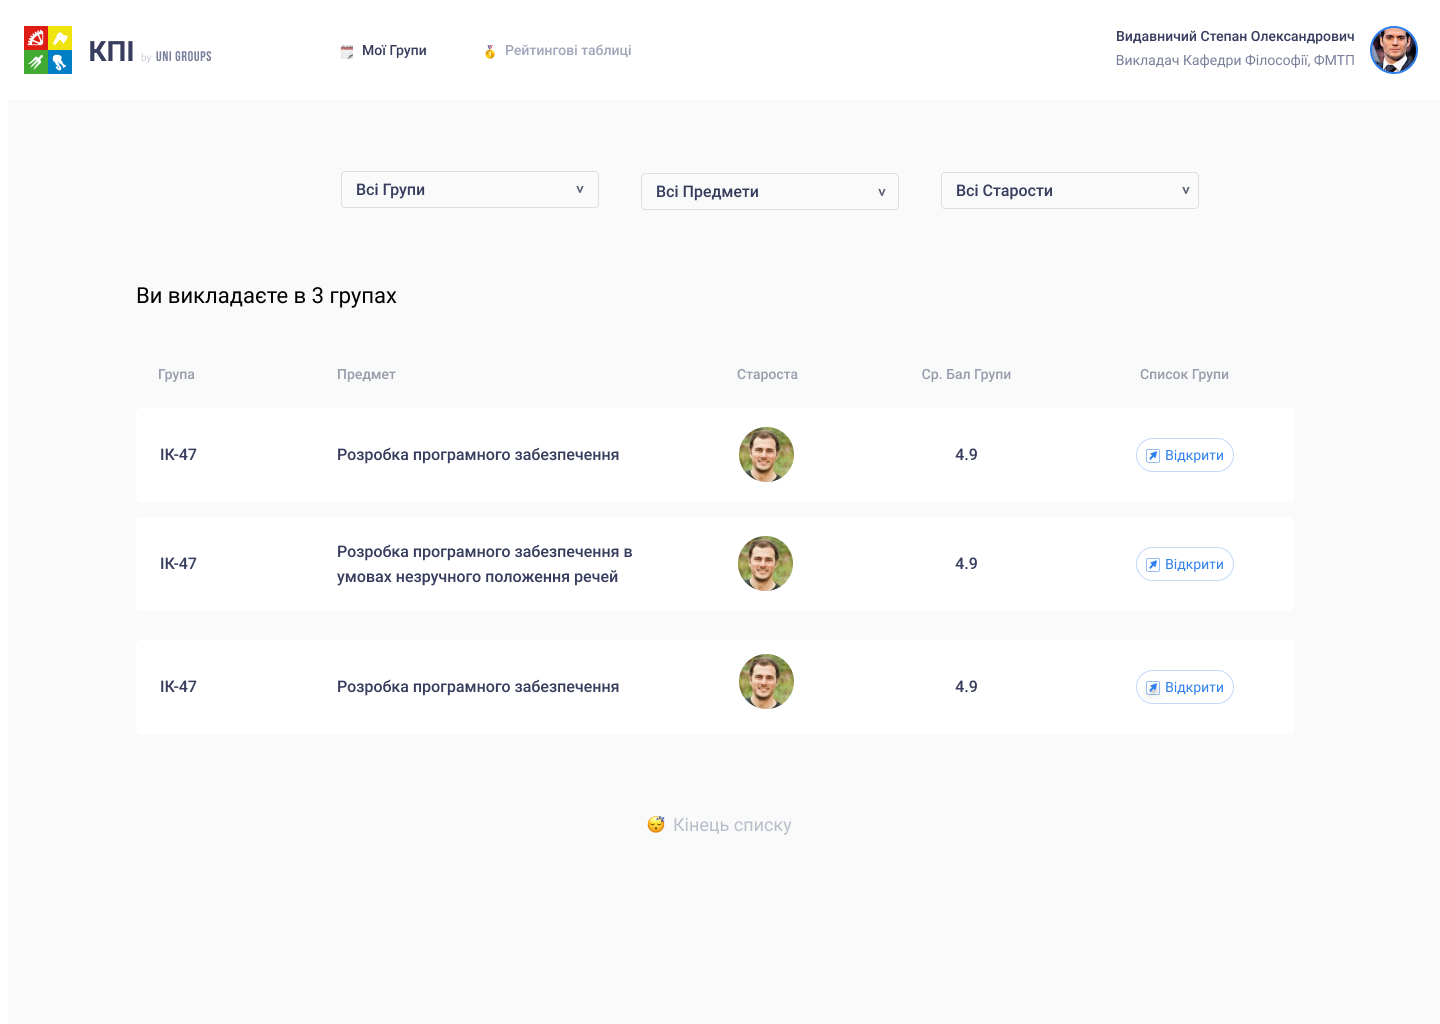 КПІ by UNI GROUPS
Мої Групи
Рейтингові таблиці
Видавничий Степан Олександрович
Викладач Кафедри Філософії, ФМТП
Всі Групи
Всі Предмети
Всі Старости
Ви викладаєте в 3 групах
Група Предмет Староста Ср. Бал Групи Список Групи
ІК-47 Розробка програмного забезпечення 4.9 Відкрити
ІК-47 Розробка програмного забезпечення в
умовах незручного положення речей 4.9 Відкрити
ІК-47 Розробка програмного забезпечення 4.9 Відкрити
Кінець списку